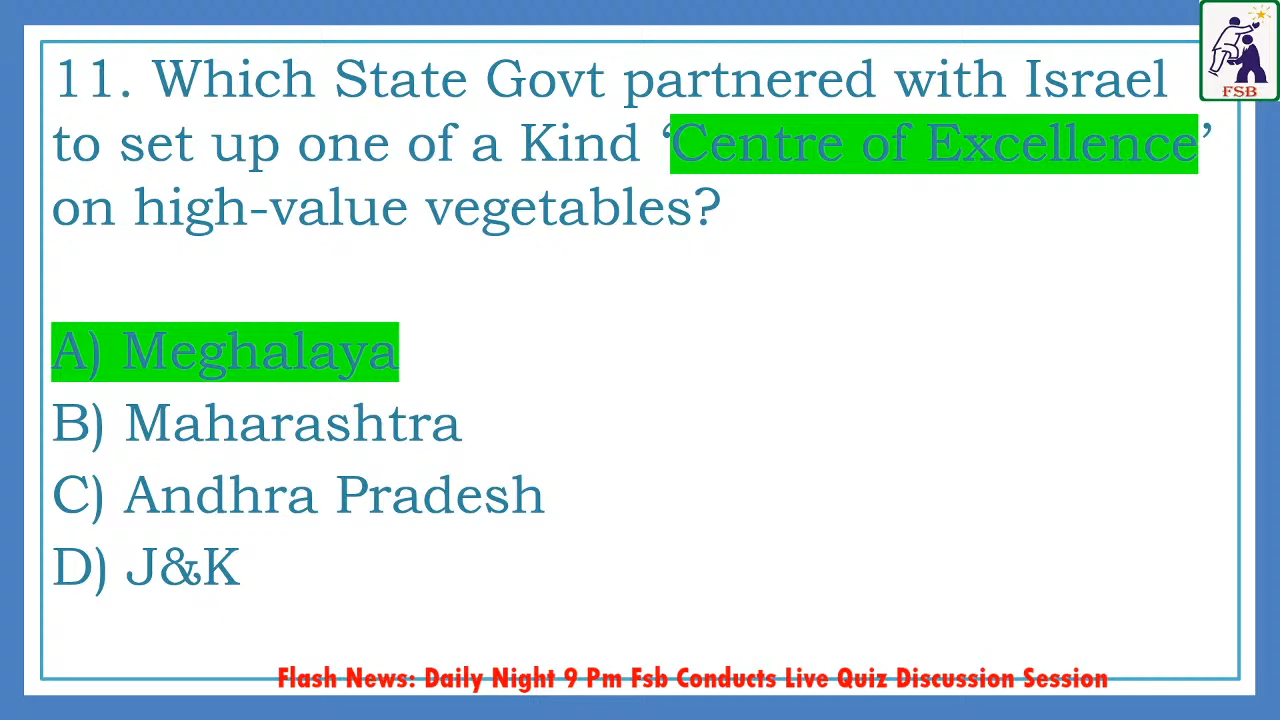 FSB
11. Which State Govt partnered with Israel
to set up one of a Kind ‘Centre of Excellence’
on high-value vegetables?
A) Meghalaya
B) Maharashtra
C) Andhra Pradesh
D) J&K
Flash News: Daily Night 9 Pm Fsb Conducts Live Quiz Discussion Session